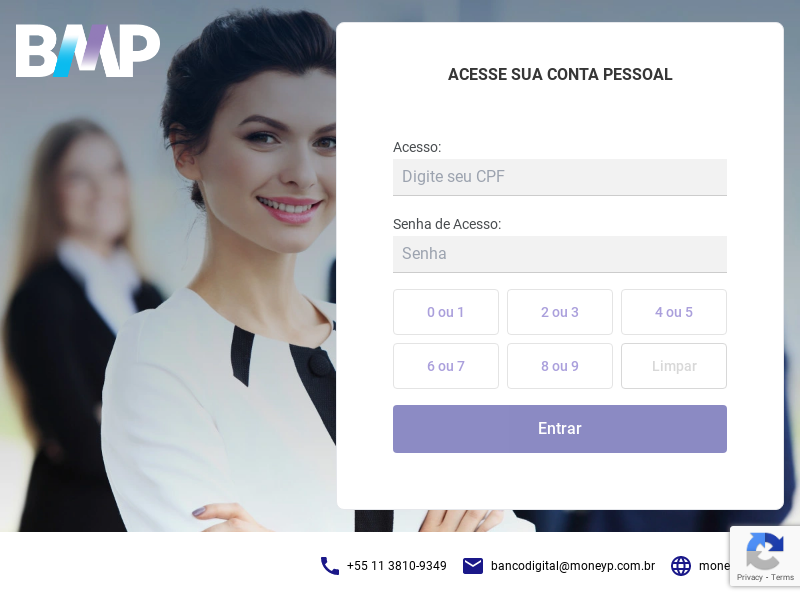 BMP
ACESSE SUA CONTA PESSOAL
Acesso:
Digite seu CPF
Senha de Acesso:
Senha
0 ou 1
2 ou 3
4 ou 5
6 ou 7
8 ou 9
Limpar
Entrar
+55 11 3810-9349
bancodigital@moneyp.com.br
mone
Privacy - Terms